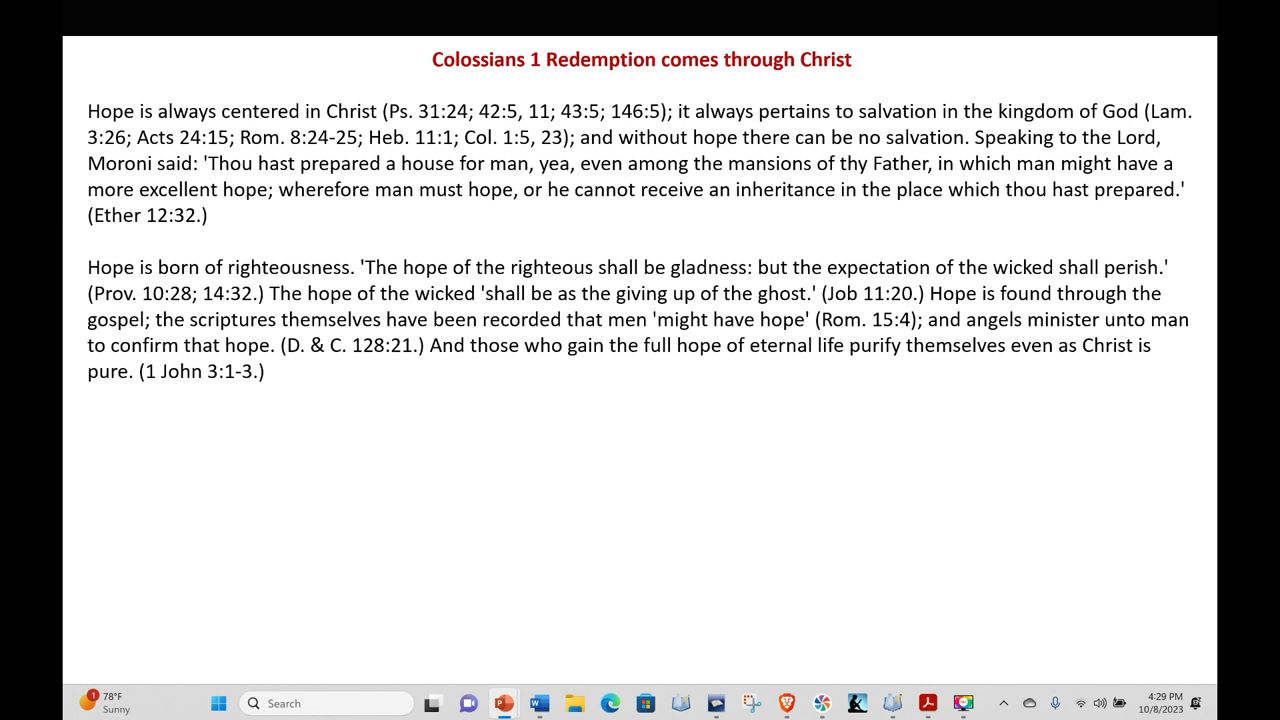 Colossians 1 Redemption comes through Christ
Hope is always centered in Christ (Ps. 31:24; 42:5, 11; 43:5; 146:5); it always pertains to salvation in the kingdom of God (Lam.
3:26; Acts 24:15; Rom. 8:24-25; Heb. 11:1; Col. 1:5, 23); and without hope there can be no salvation. Speaking to the Lord,
Moroni said: 'Thou hast prepared a house for man, yea, even among the mansions of thy Father, in which man might have a
more excellent hope; wherefore man must hope, or he cannot receive an inheritance in the place which thou hast prepared.'
(Ether 12:32.)
Hope is born of righteousness. 'The hope of the righteous shall be gladness: but the expectation of the wicked shall perish.'
(Prov. 10:28; 14:32.) The hope of the wicked 'shall be as the giving up of the ghost.' (Job 11:20.) Hope is found through the
gospel; the scriptures themselves have been recorded that men 'might have hope' (Rom. 15:4); and angels minister unto man
to confirm that hope. (D. & C. 128:21.) And those who gain the full hope of eternal life purify themselves even as Christ is
pure. (1 John 3:1-3.)
1
78°F
Sunny
Search
4:29 PM
10/8/2023